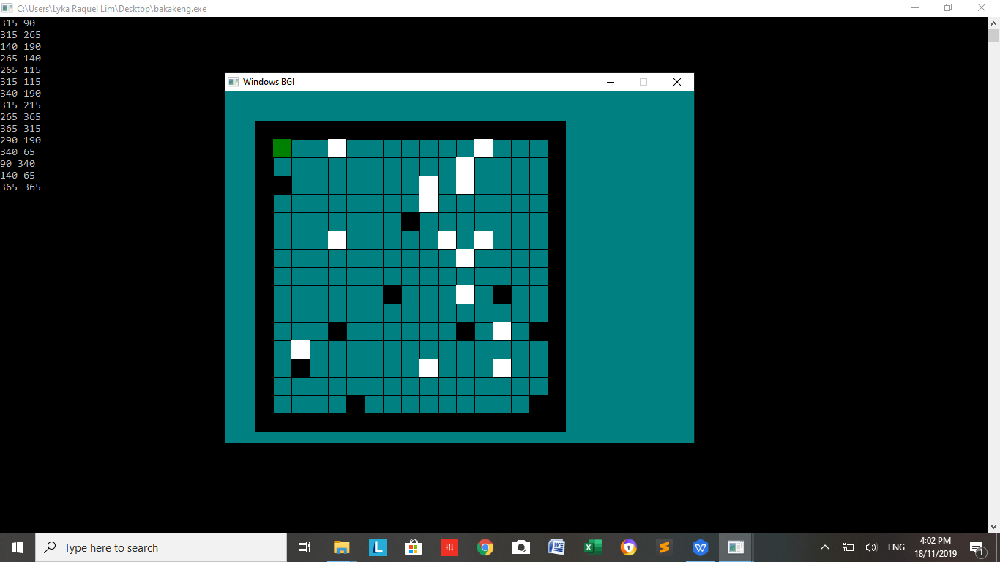 C:\Users\Lyka Raquel Lim\Desktop\bakakeng.exe
315 90
315 265
140 190
265 140
265 115
315 115
340 190
315 215
265 365
365 315
290 190
340 65
90 340
140 65
365 365
Windows BGI
Type here to search
L
W
ENG
4:02 PM
18/11/2019
1